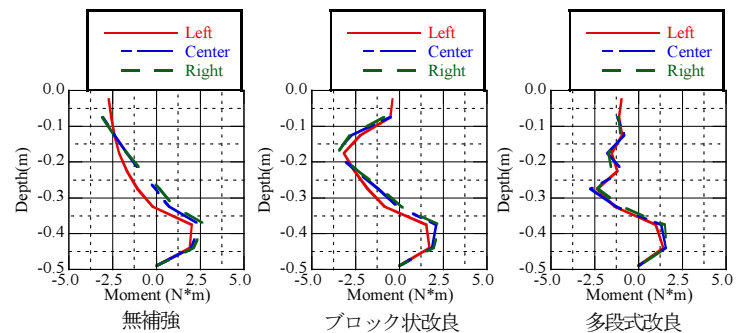 Left
Center
Right
0.0
-0.1
-0.2
-0.3
-0.4
-0.5
Depth(m)
-5.0 -2.5 0.0 2.5 5.0
Moment (N*m)
無補強
Left
Center
Right
0.0
-0.1
-0.2
-0.3
-0.4
-0.5
Depth(m)
-5.0 -2.5 0.0 2.5 5.0
Moment (N*m)
ブロック状改良
Left
Center
Right
0.0
-0.1
-0.2
-0.3
-0.4
-0.5
Depth(m)
-5.0 -2.5 0.0 2.5 5.0
Moment (N*m)
多段式改良